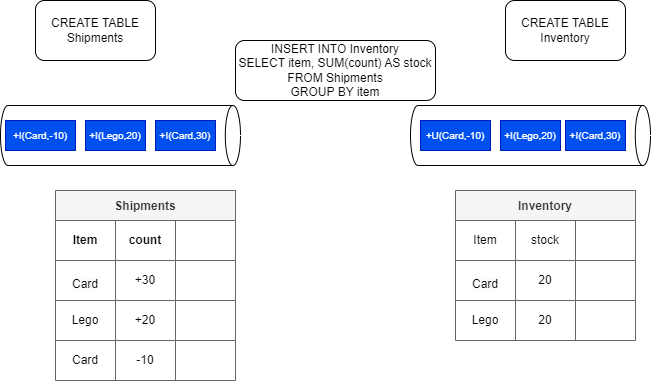 CREATE TABLE
Shipments
CREATE TABLE
Inventory
INSERT INTO Inventory
SELECT item, SUM(count) AS stock
FROM Shipments
GROUP BY item
+I(Card,-10) +I(Lego,20) +I(Card,30)
+U(Card,-10) +I(Lego,20) +I(Card,30)
Shipments
Item count
Card +30
Lego +20
Card -10
Inventory
Item stock
Card 20
Lego 20